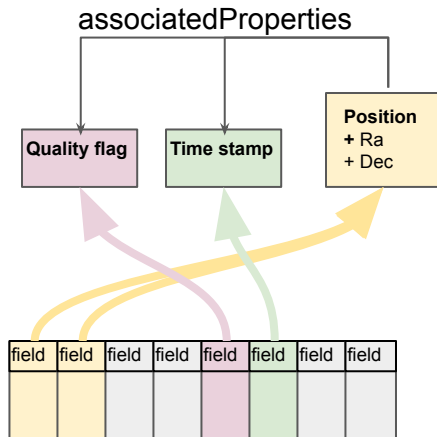 associatedProperties
Quality flag
Time stamp
Position
+ Ra
+ Dec
field field field field field field field field